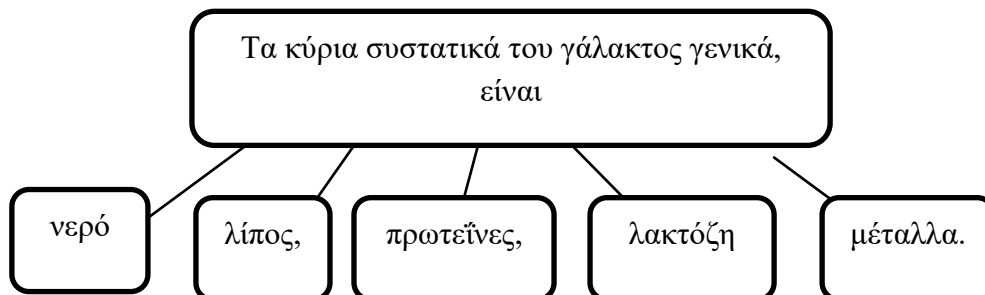 Τα κύρια συστατικά του γάλακτος γενικά,
είναι
νερό
λίπος,
πρωτεΐνες,
λακτόζη
μέταλλα.